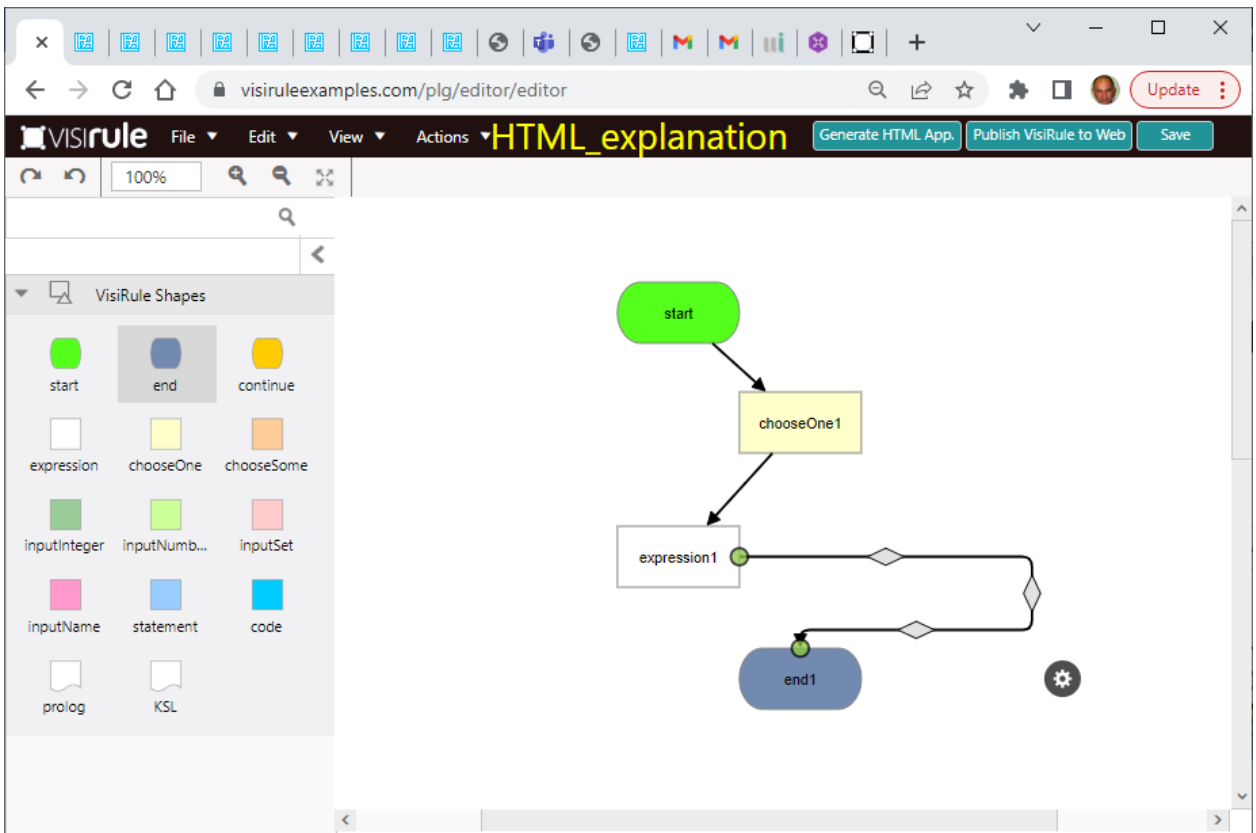 visiruleexamples.com/plg/editor/editor
Update
VISIrule File Edit View Actions HTML_explanation Generate HTML App. Publish VisiRule to Web Save
100%
VisiRule Shapes
start end continue
expression chooseOne chooseSome
inputInteger inputNumb... inputSet
inputName statement code
prolog KSL
start
chooseOne1
expression1
end1